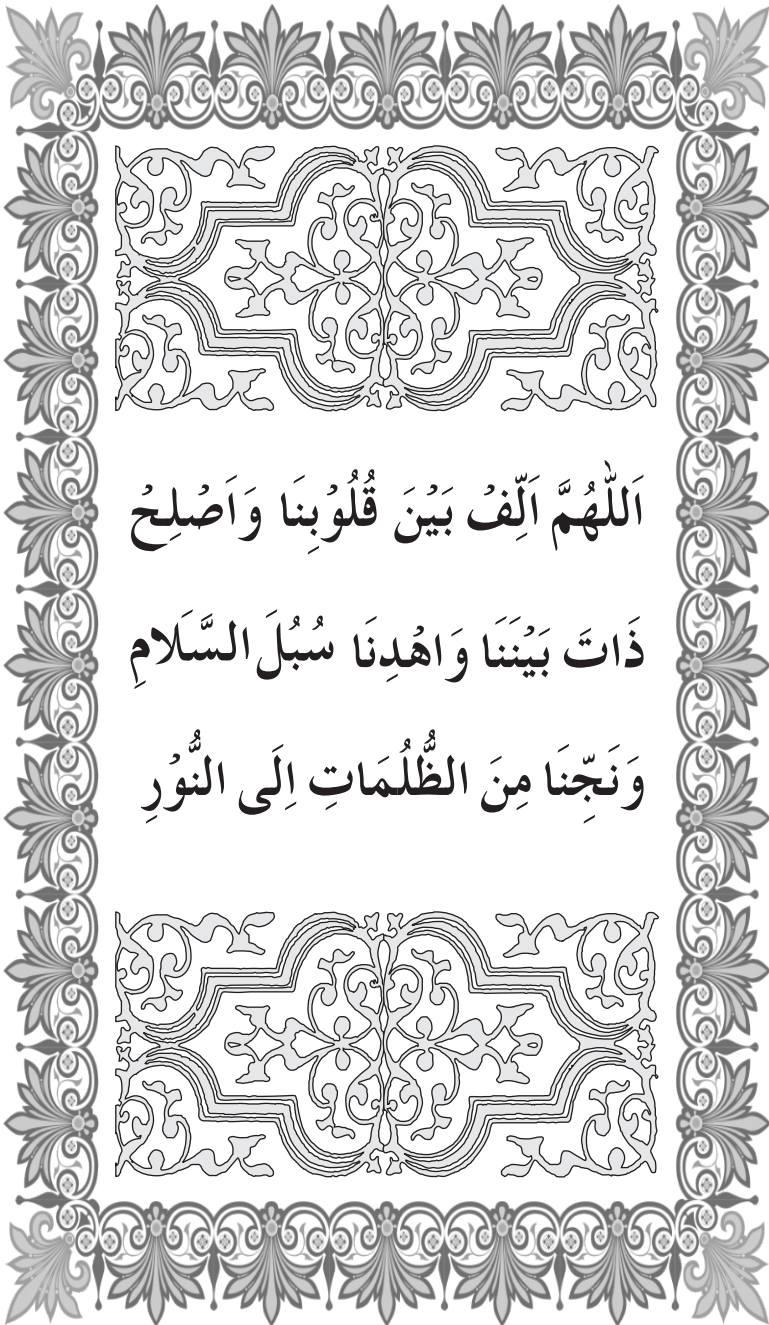 اَللّٰهُمَّ اَلِّفْ بَيْنَ قُلُوْبِنَا وَاَصْلِحْ
ذَاتَ بَيْنَنَا وَاهْدِنَا سُبُلَ السَّلَامِ
وَنَجِّنَا مِنَ الظُّلُمَاتِ اِلَى النُّوْرِ